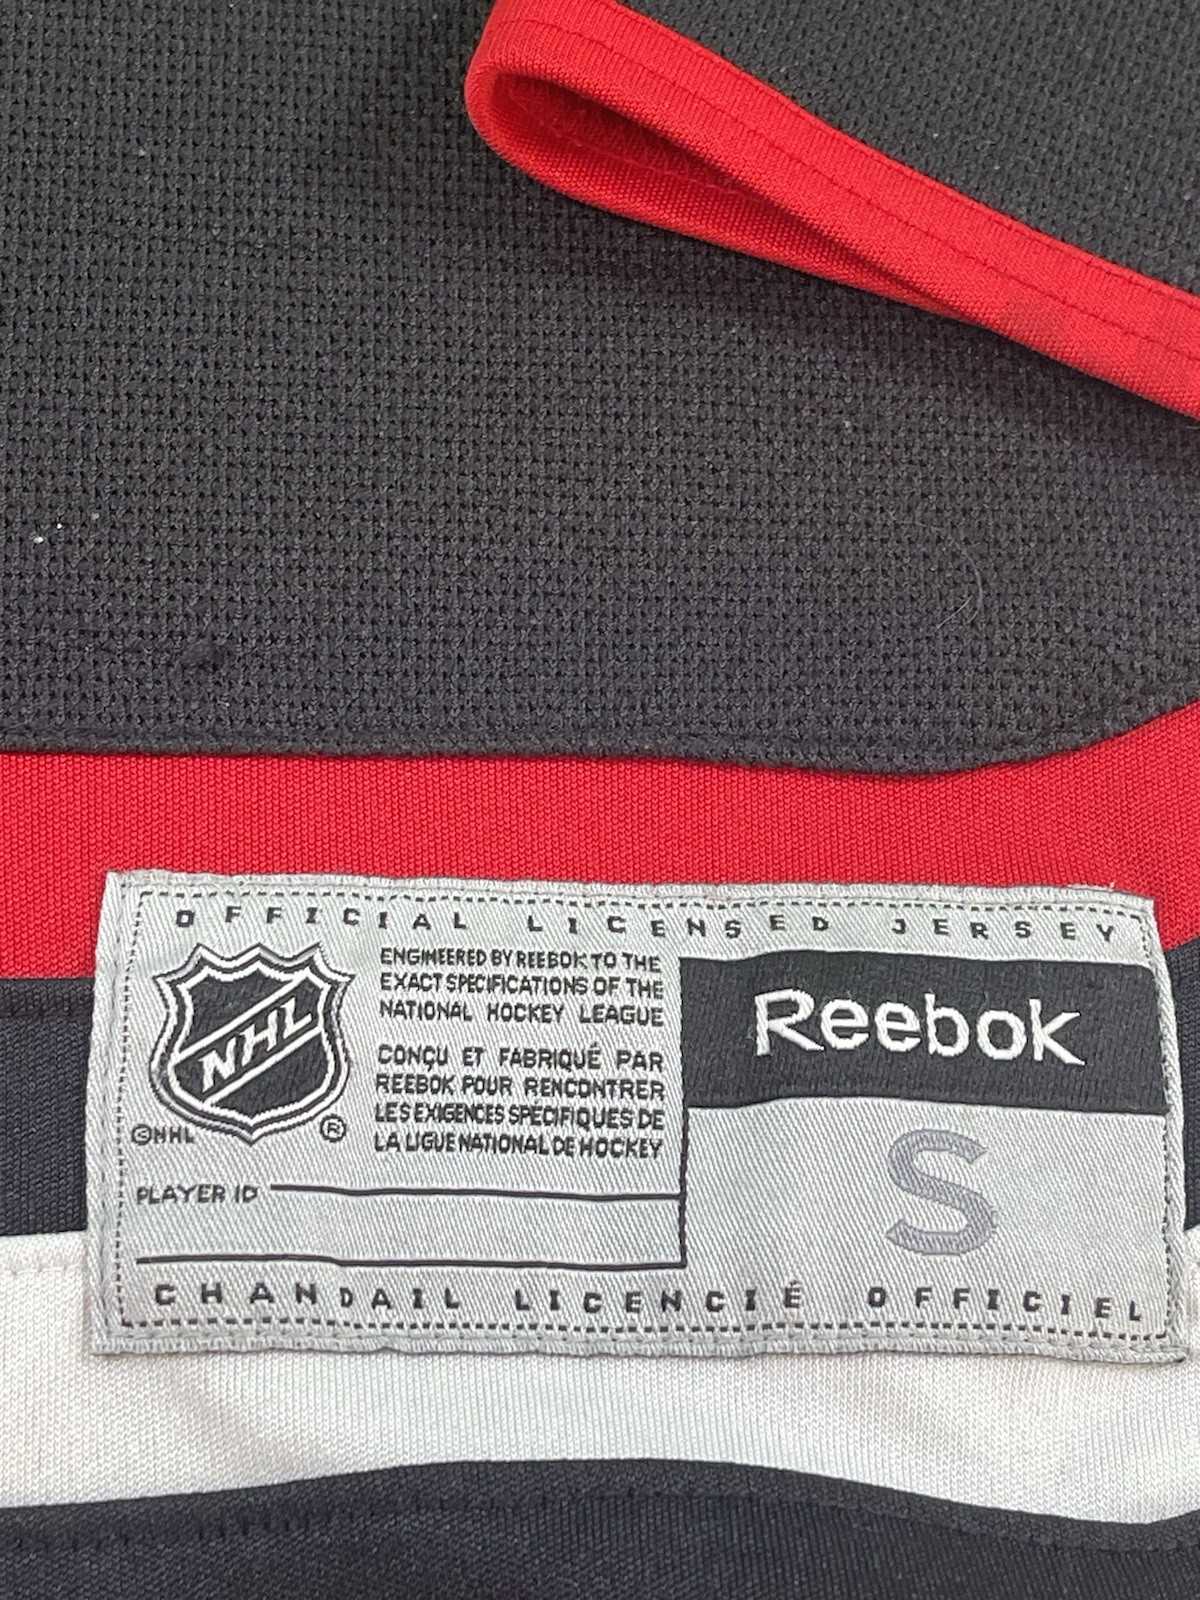 OFFICIAL LICENSED JERSEY
NHL
®
©NHL
ENGINEERED BY REEBOK TO THE
EXACT SPECIFICATIONS OF THE
NATIONAL HOCKEY LEAGUE
CONÇU ET FABRIQUÉ PAR
REEBOK POUR RENCONTRER
LES EXIGENCES SPÉCIFIQUES DE
LA LIGUE NATIONAL DE HOCKEY
Reebok
S
PLAYER ID
CHANDAIL LICENCIÉ OFFICIEL